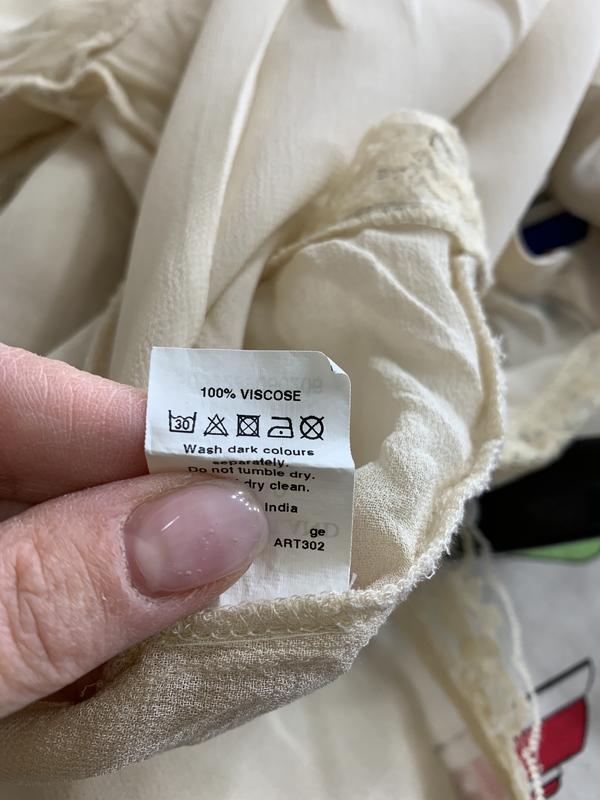 100% VISCOSE
30
Wash dark colours
separately.
Do not tumble dry.
dry clean.
India
ge
ART302